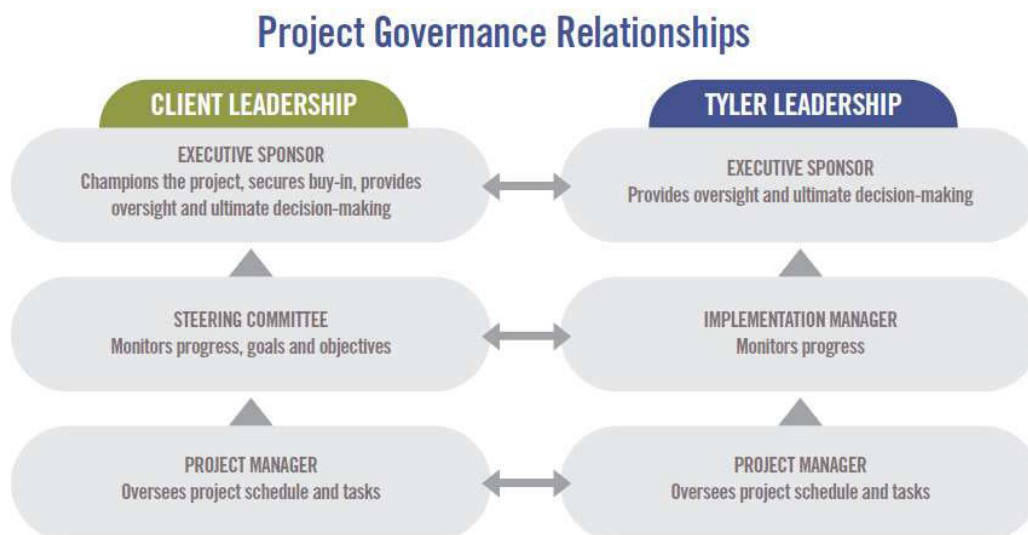 Project Governance Relationships
CLIENT LEADERSHIP
EXECUTIVE SPONSOR
Champions the project, secures buy-in, provides
oversight and ultimate decision-making
STEERING COMMITTEE
Monitors progress, goals and objectives
PROJECT MANAGER
Oversees project schedule and tasks
TYLER LEADERSHIP
EXECUTIVE SPONSOR
Provides oversight and ultimate decision-making
IMPLEMENTATION MANAGER
Monitors progress
PROJECT MANAGER
Oversees project schedule and tasks